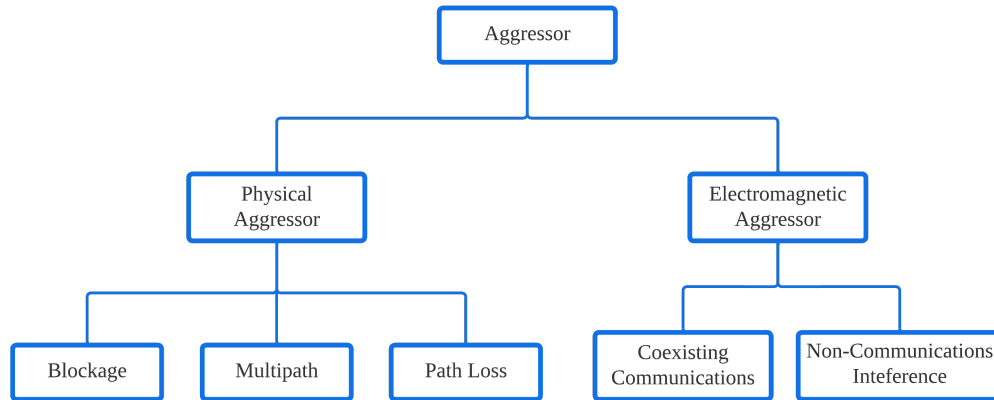 Aggressor
Physical
Aggressor
Electromagnetic
Aggressor
Blockage
Multipath
Path Loss
Coexisting
Communications
Non-Communications
Inteference